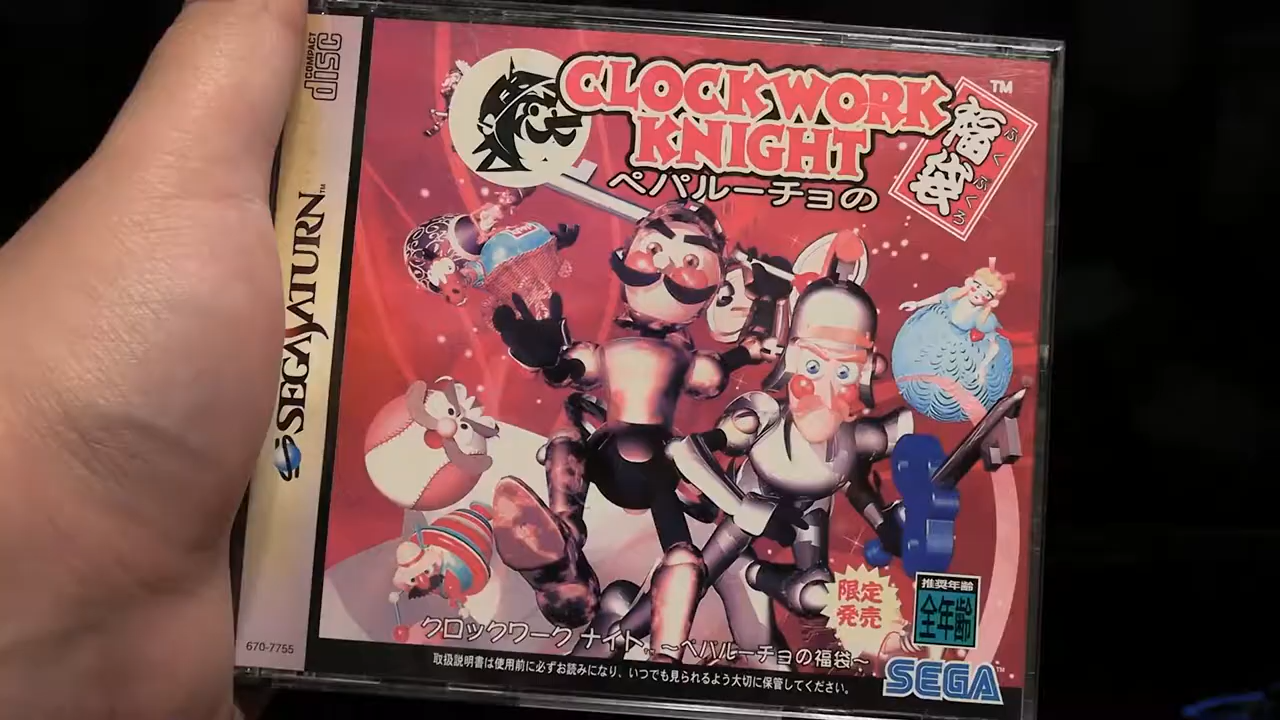 COMPACT
disc
SEGA SATURN™
670-7755
CLOCKWORK
KNIGHT
™
ペパルーチョの
福袋
ふくぶくろ
限定
発売
推奨年齢
全年齢
クロックワーク ナイト™ ～ペパルーチョの福袋～
取扱説明書は使用前に必ずお読みになり、いつでも見られるよう大切に保管してください。
SEGA™